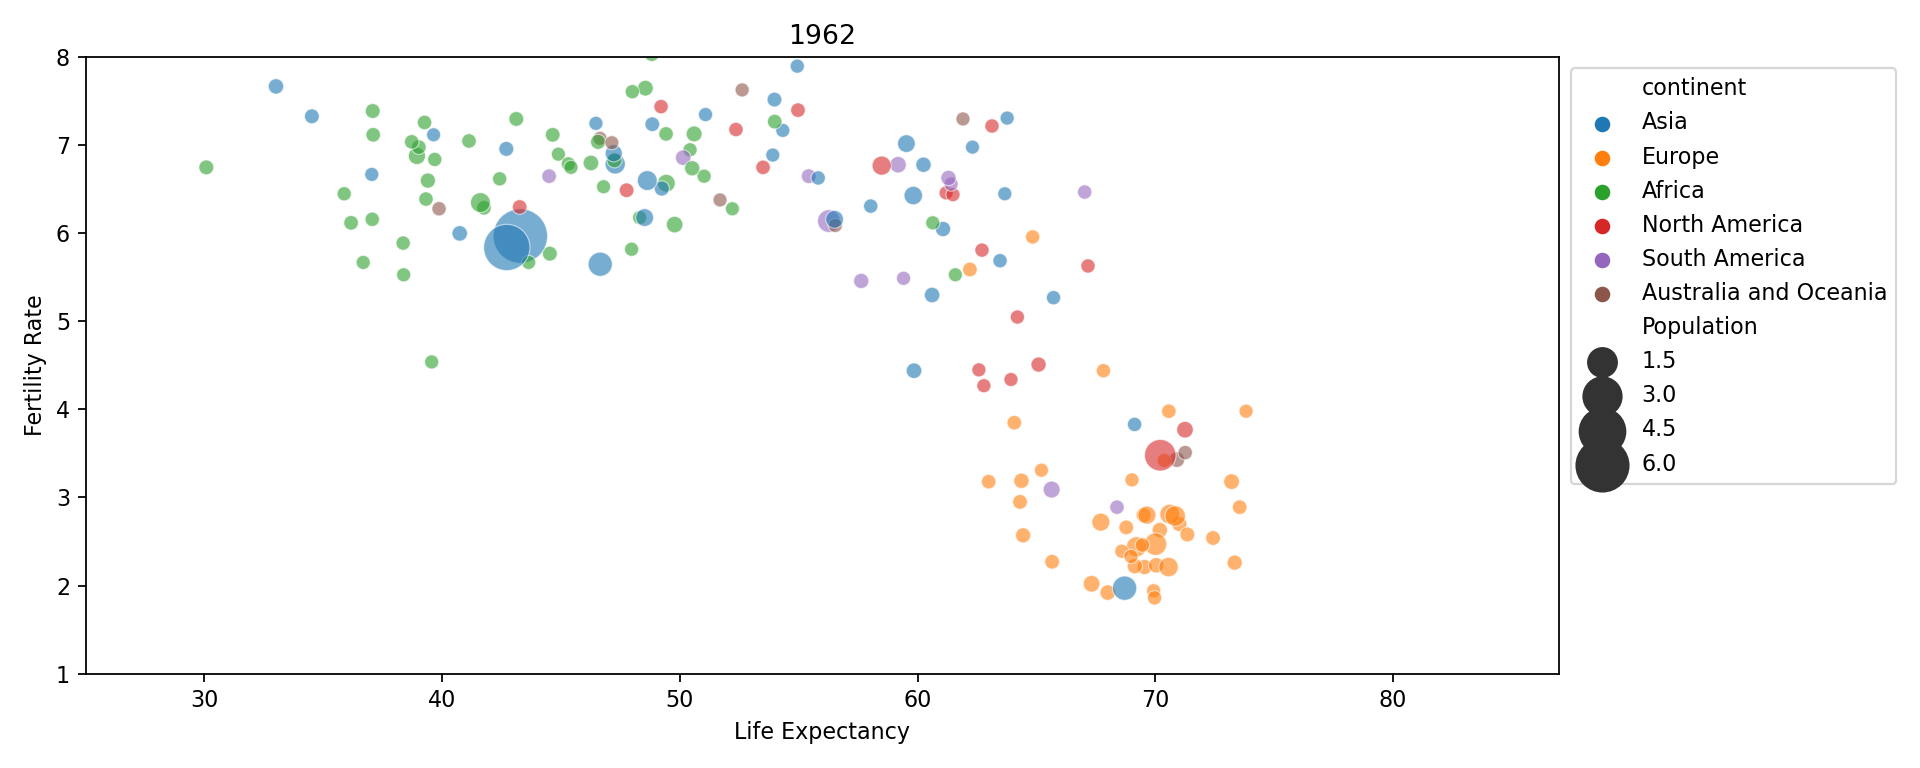 1962
8
7
6
5
4
3
2
1
Fertility Rate
30 40 50 60 70 80
Life Expectancy
continent
Asia
Europe
Africa
North America
South America
Australia and Oceania
Population
1.5
3.0
4.5
6.0